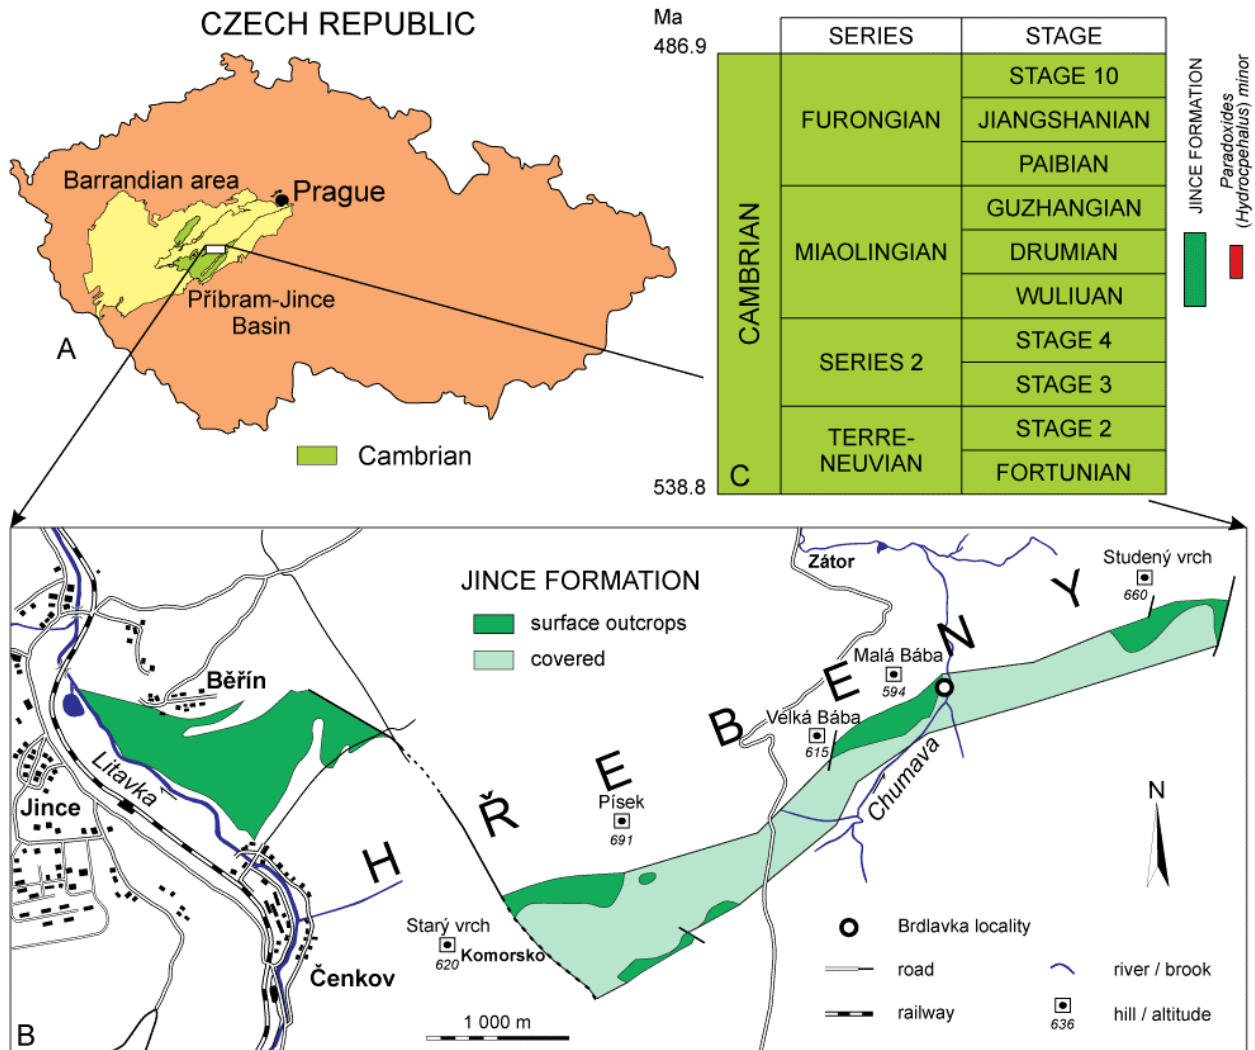 CZECH REPUBLIC
Barrandian area
Prague
Příbram-Jince
Basin
A
Cambrian
Ma
486.9
538.8
SERIES
STAGE
CAMBRIAN
FURONGIAN
STAGE 10
JIANGSHANIAN
PAIBIAN
MIAOLINGIAN
GUZHANGIAN
DRUMIAN
WULIUAN
SERIES 2
STAGE 4
STAGE 3
TERRE-
NEUVIAN
STAGE 2
FORTUNIAN
C
JINCE FORMATION
Paradoxides
(Hydrocpehalus) minor
JINCE FORMATION
surface outcrops
covered
Zátor
Studený vrch
660
Malá Bába
594
Velká Bába
615
Písek
691
Starý vrch
620
Komorsko
Běřín
Litavka
Jince
Čenkov
Chumava
H Ř E B E N Y
N
Brdlavka locality
road
railway
river / brook
636
hill / altitude
1 000 m
B